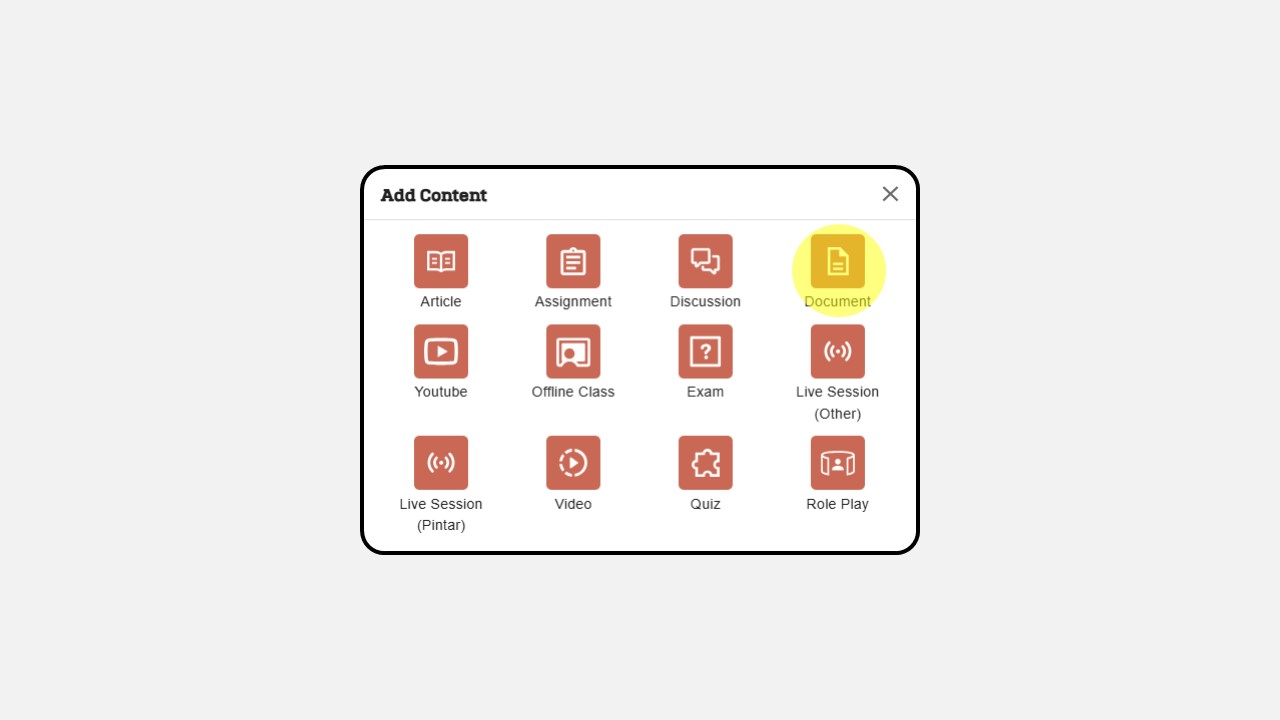 Add Content
Article
Assignment
Discussion
Document
Youtube
Offline Class
Exam
Live Session
(Other)
Live Session
(Pintar)
Video
Quiz
Role Play